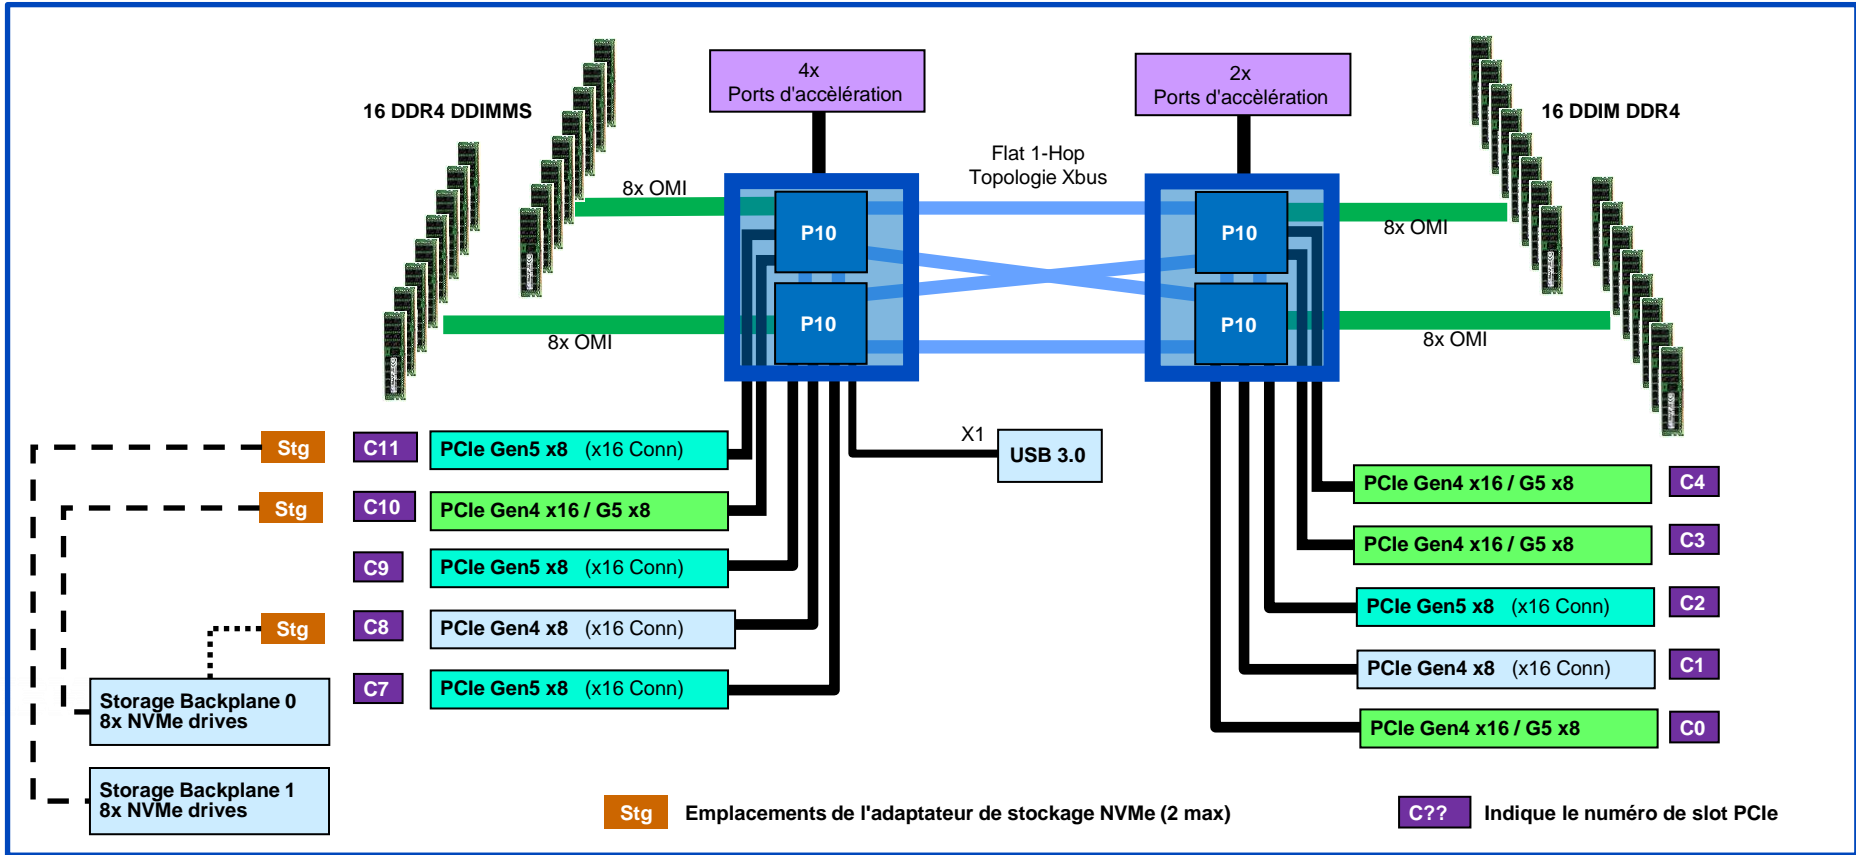 4x
Ports d'accèlération
2x
Ports d'accèlération
16 DDR4 DDIMMS
16 DDIM DDR4
Flat 1-Hop
Topologie Xbus
8x OMI
8x OMI
P10
P10
8x OMI
8x OMI
P10
P10
Stg
C11
PCIe Gen5 x8 (x16 Conn)
X1
USB 3.0
Stg
C10
PCIe Gen4 x16 / G5 x8
C9
PCIe Gen5 x8 (x16 Conn)
Stg
C8
PCIe Gen4 x8 (x16 Conn)
C7
PCIe Gen5 x8 (x16 Conn)
PCIe Gen4 x16 / G5 x8
C4
PCIe Gen4 x16 / G5 x8
C3
PCIe Gen5 x8 (x16 Conn)
C2
PCIe Gen4 x8 (x16 Conn)
C1
PCIe Gen4 x16 / G5 x8
C0
Storage Backplane 0
8x NVMe drives
Storage Backplane 1
8x NVMe drives
Stg
Emplacements de l'adaptateur de stockage NVMe (2 max)
C??
Indique le numéro de slot PCIe